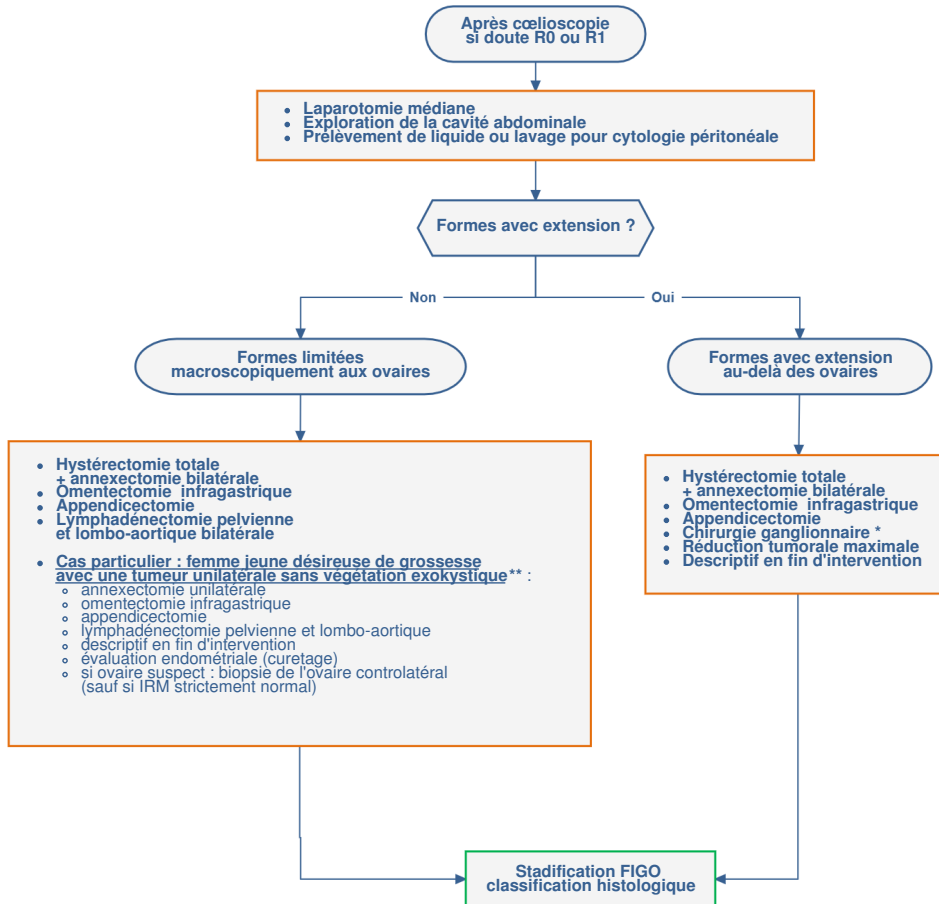 Après cœlioscopie
si doute R0 ou R1
• Laparotomie médiane
• Exploration de la cavité abdominale
• Prélèvement de liquide ou lavage pour cytologie péritonéale
Formes avec extension ?
Non
Oui
Formes limitées
macroscopiquement aux ovaires
Formes avec extension
au-delà des ovaires
• Hystérectomie totale
+ annexectomie bilatérale
• Omentectomie infragastrique
• Appendicectomie
• Lymphadénectomie pelvienne
et lombo-aortique bilatérale
• Cas particulier : femme jeune désireuse de grossesse
avec une tumeur unilatérale sans végétation exokystique** :
◦ annexectomie unilatérale
◦ omentectomie infragastrique
◦ appendicectomie
◦ lymphadénectomie pelvienne et lombo-aortique
◦ descriptif en fin d'intervention
◦ évaluation endométriale (curetage)
◦ si ovaire suspect : biopsie de l'ovaire controlatéral
(sauf si IRM strictement normal)
• Hystérectomie totale
+ annexectomie bilatérale
• Omentectomie infragastrique
• Appendicectomie
• Chirurgie ganglionnaire *
• Réduction tumorale maximale
• Descriptif en fin d'intervention
Stadification FIGO
classification histologique